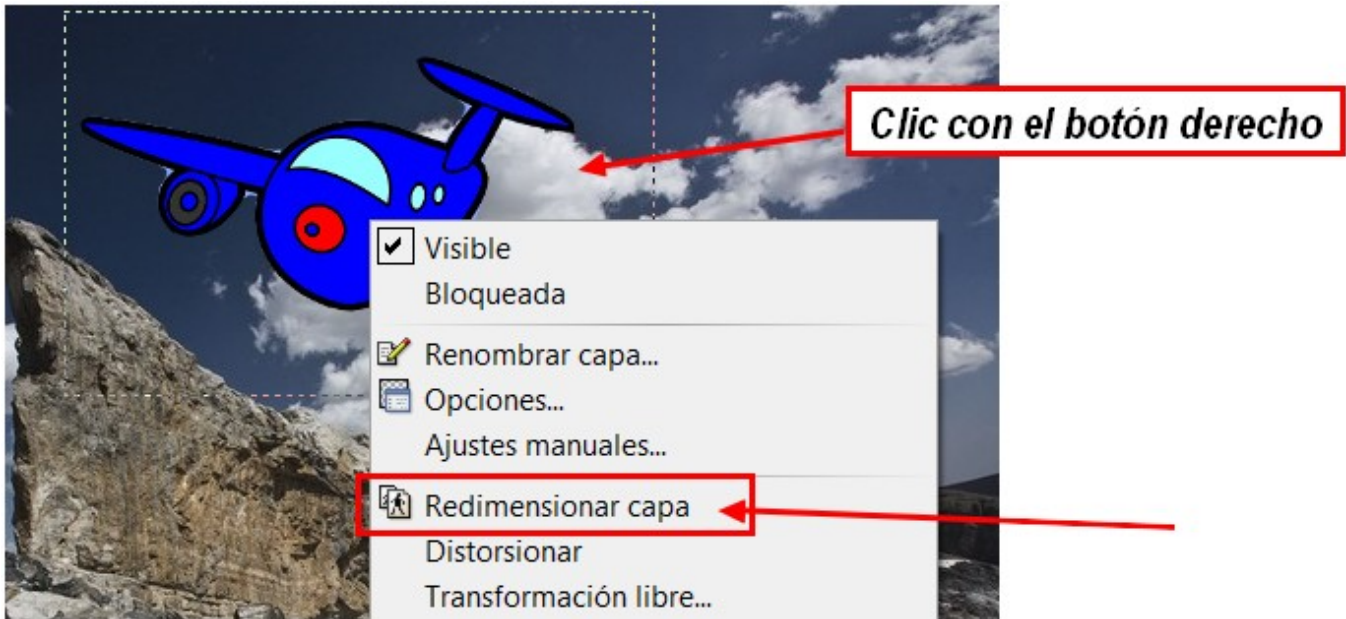 Clic con el botón derecho
Visible
Bloqueada
Renombrar capa...
Opciones...
Ajustes manuales...
Redimensionar capa
Distorsionar
Transformación libre...